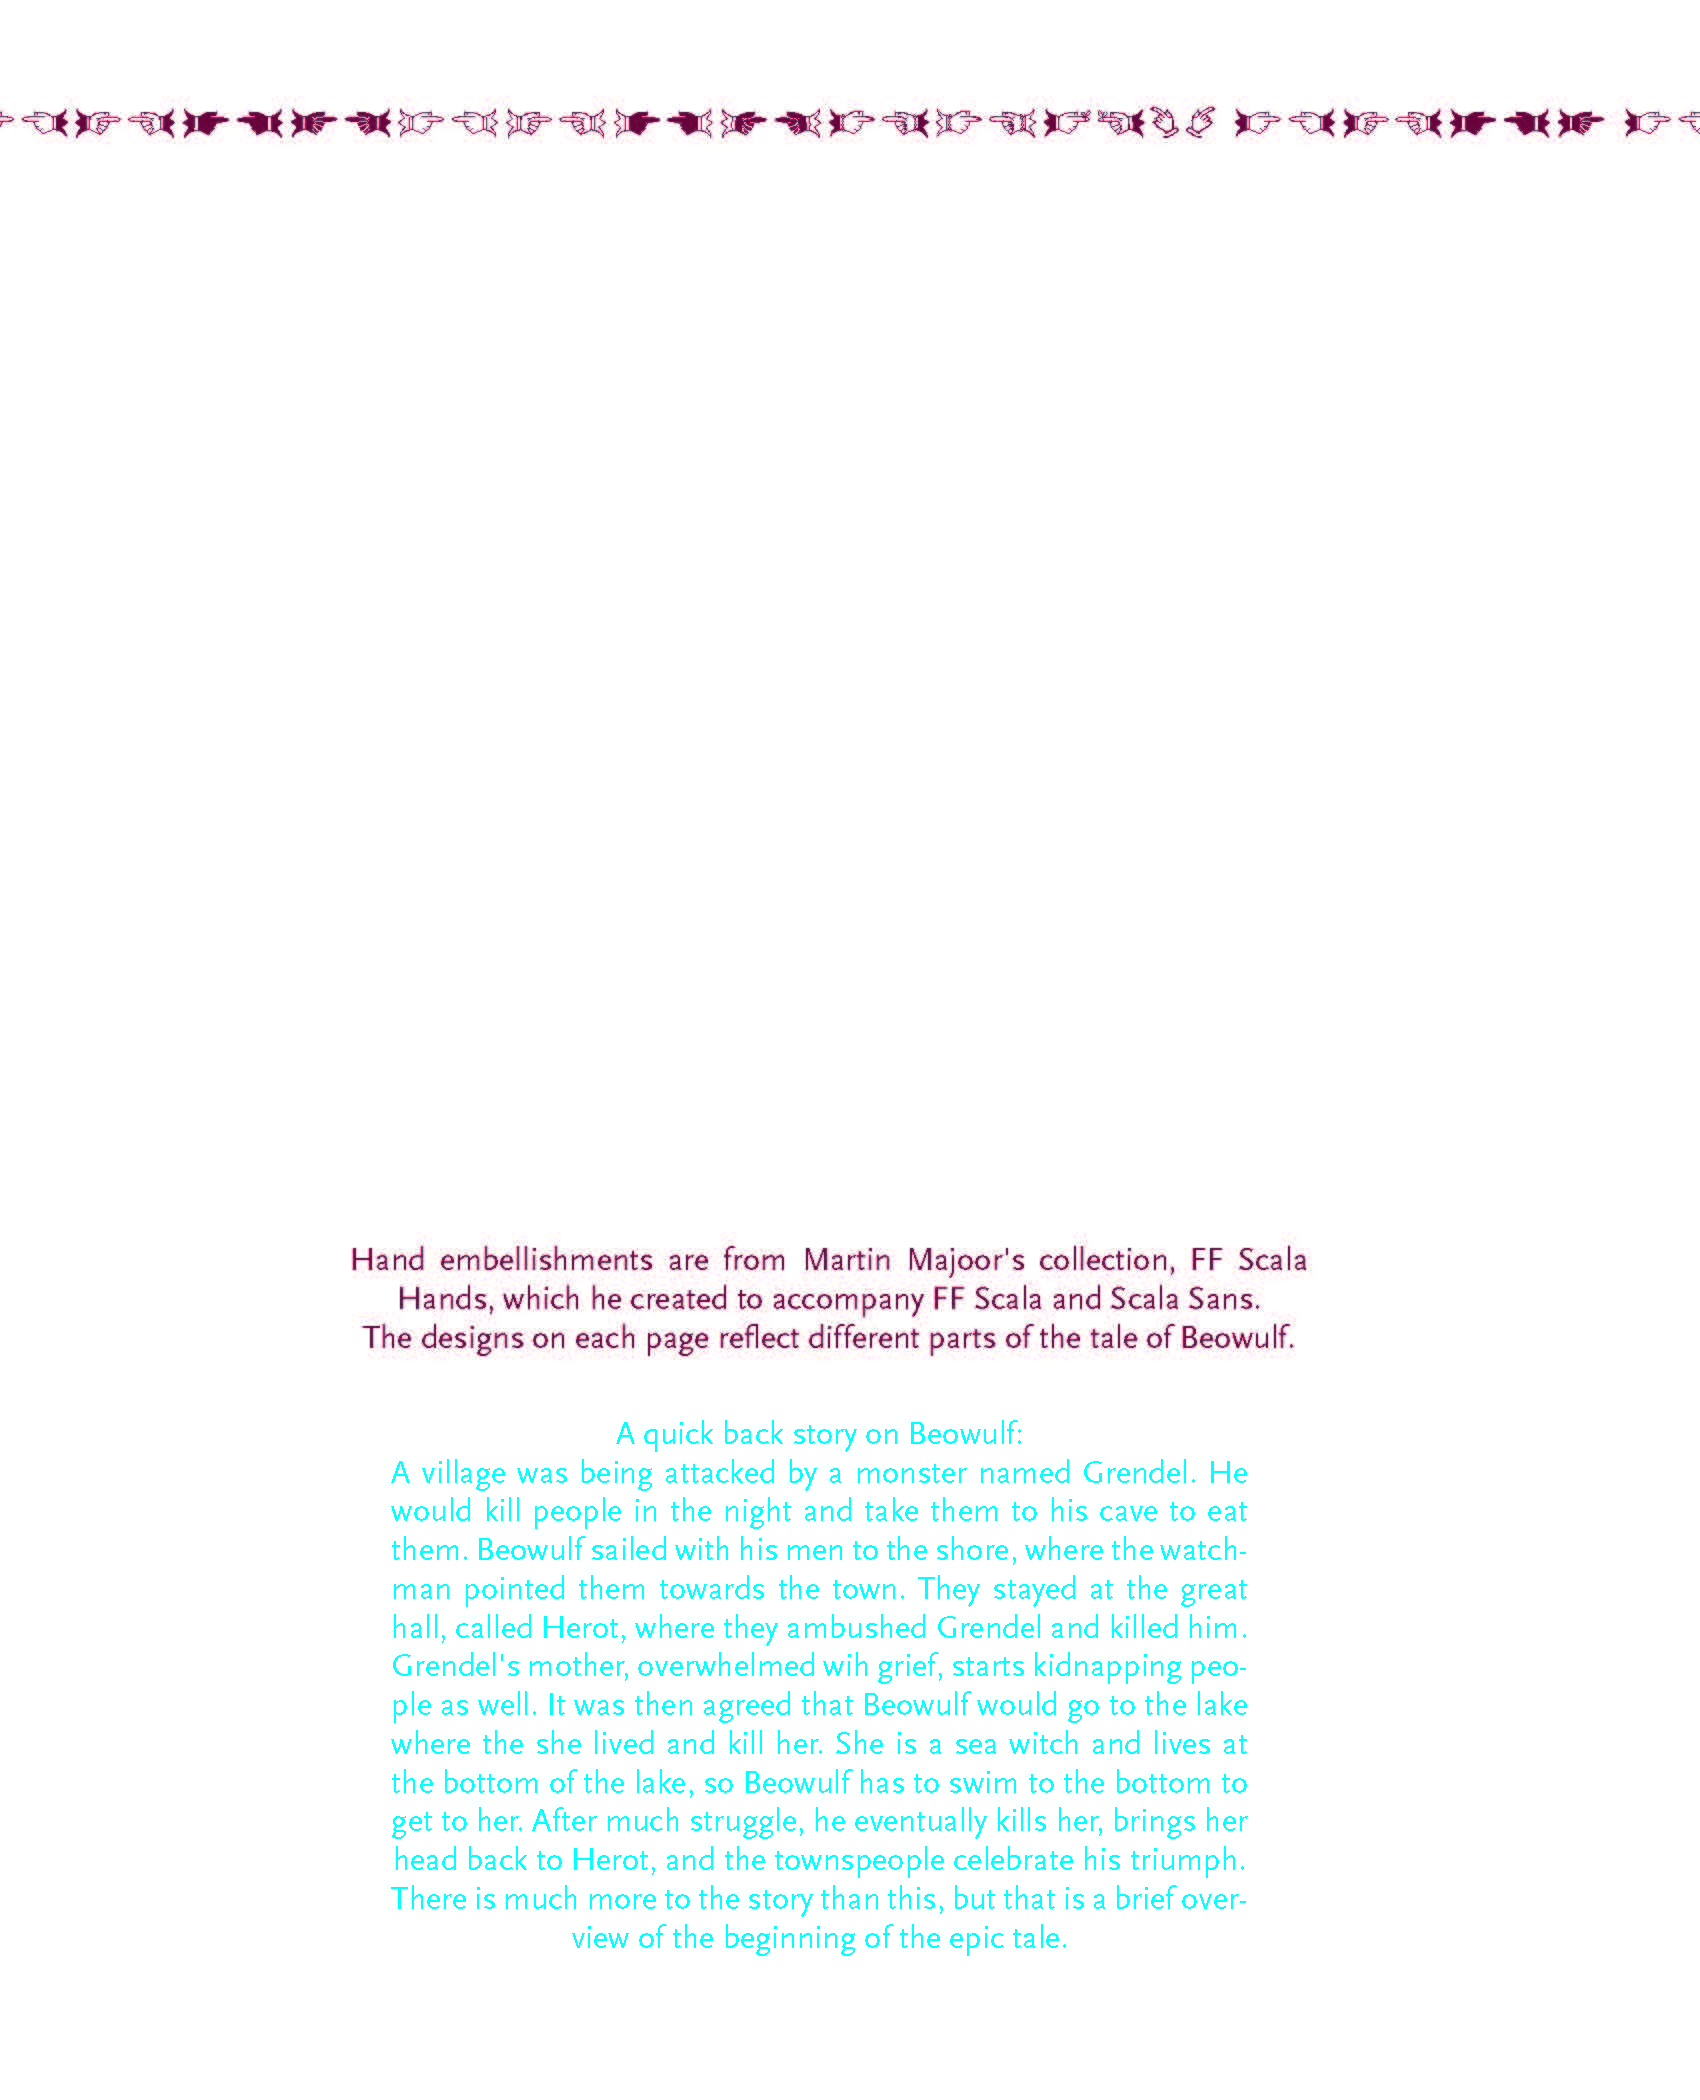 Hand embellishments are from Martin Majoor's collection, FF Scala
Hands, which he created to accompany FF Scala and Scala Sans.
The designs on each page reflect different parts of the tale of Beowulf.
A quick back story on Beowulf:
A village was being attacked by a monster named Grendel. He
would kill people in the night and take them to his cave to eat
them. Beowulf sailed with his men to the shore, where the watch-
man pointed them towards the town. They stayed at the great
hall, called Herot, where they ambushed Grendel and killed him.
Grendel's mother, overwhelmed wih grief, starts kidnapping peo-
ple as well. It was then agreed that Beowulf would go to the lake
where the she lived and kill her. She is a sea witch and lives at
the bottom of the lake, so Beowulf has to swim to the bottom to
get to her. After much struggle, he eventually kills her, brings her
head back to Herot, and the townspeople celebrate his triumph.
There is much more to the story than this, but that is a brief over-
view of the beginning of the epic tale.